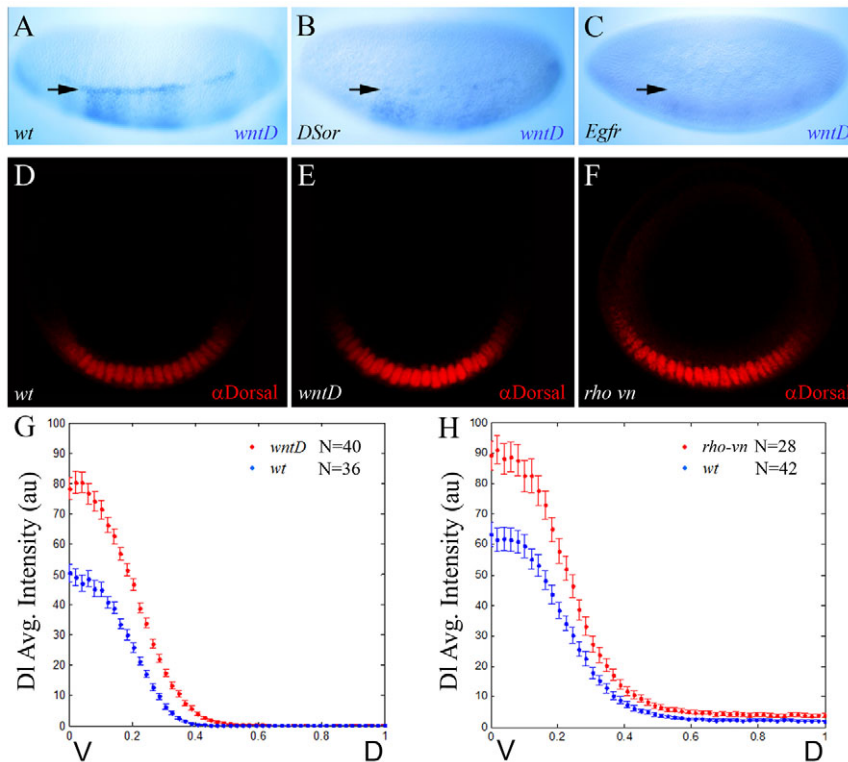 A
wt
wntD
B
DSor
wntD
C
Egfr
wntD
D
wt
αDorsal
E
wntD
αDorsal
F
rho vn
αDorsal
G
Dl Avg. Intensity (au)
100
90
80
70
60
50
40
30
20
10
0
wntD N=40
wt N=36
0 0.2 0.4 0.6 0.8 1
V D
H
Dl Avg. Intensity (au)
100
90
80
70
60
50
40
30
20
10
0
rho-vn N=28
wt N=42
0 0.2 0.4 0.6 0.8 1
V D